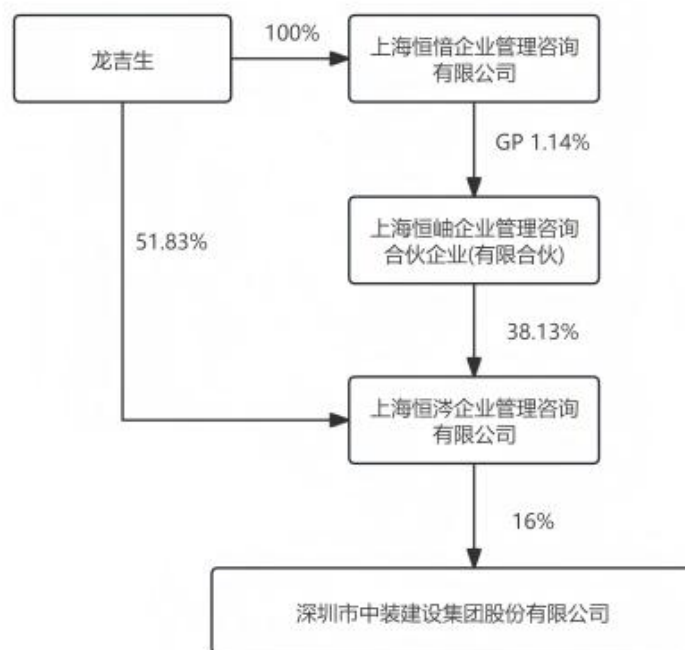 龙吉生
100%
上海恒愔企业管理咨询
有限公司
GP 1.14%
上海恒岫企业管理咨询
合伙企业(有限合伙)
51.83%
38.13%
上海恒涔企业管理咨询
有限公司
16%
深圳市中装建设集团股份有限公司